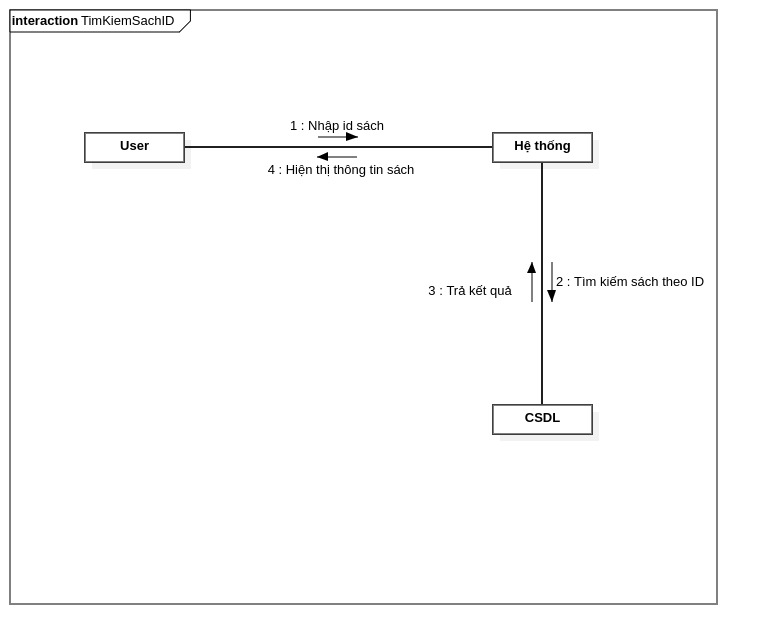 interaction TimKiemSachID
1 : Nhập id sách
User
Hệ thống
4 : Hiện thị thông tin sách
2 : Tìm kiếm sách theo ID
3 : Trả kết quả
CSDL